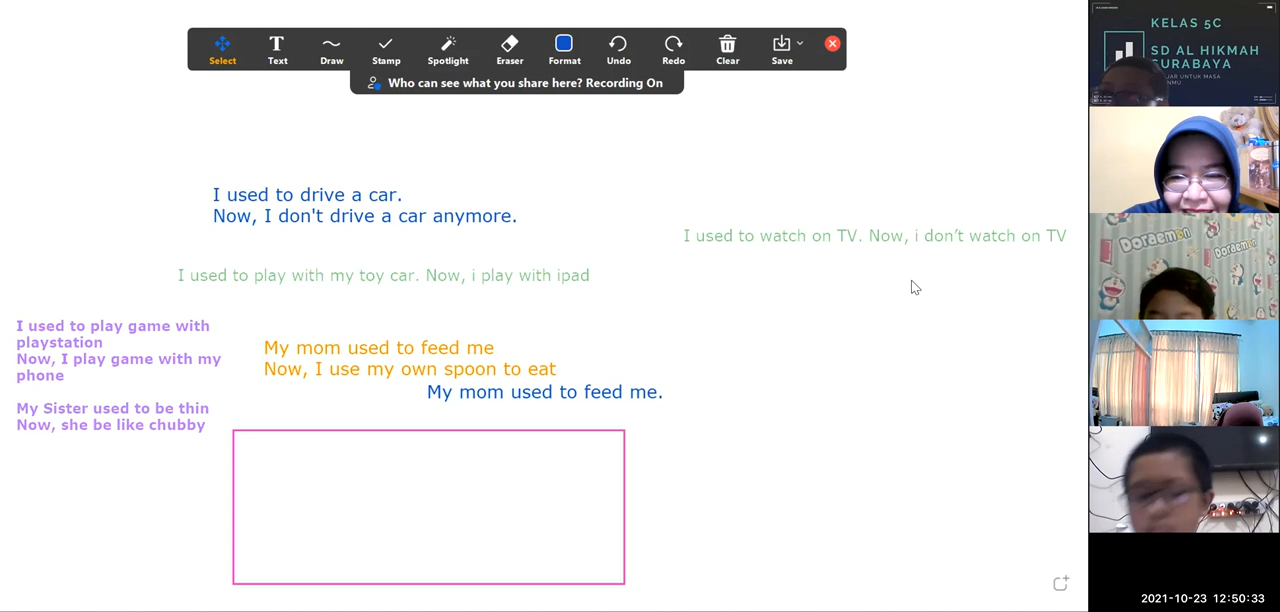 Select
Text
Draw
Stamp
Spotlight
Eraser
Format
Undo
Redo
Clear
Save
Who can see what you share here? Recording On
I used to drive a car.
Now, I don't drive a car anymore.
I used to watch on TV. Now, i don't watch on TV
I used to play with my toy car. Now, i play with ipad
I used to play game with
playstation
Now, I play game with my
phone
My Sister used to be thin
Now, she be like chubby
My mom used to feed me
Now, I use my own spoon to eat
My mom used to feed me.
KELAS 5C
SD AL HIKMAH
SURABAYA
UNTUK MASA
Doraemon
Doraemon
2021-10-23 12:50:33